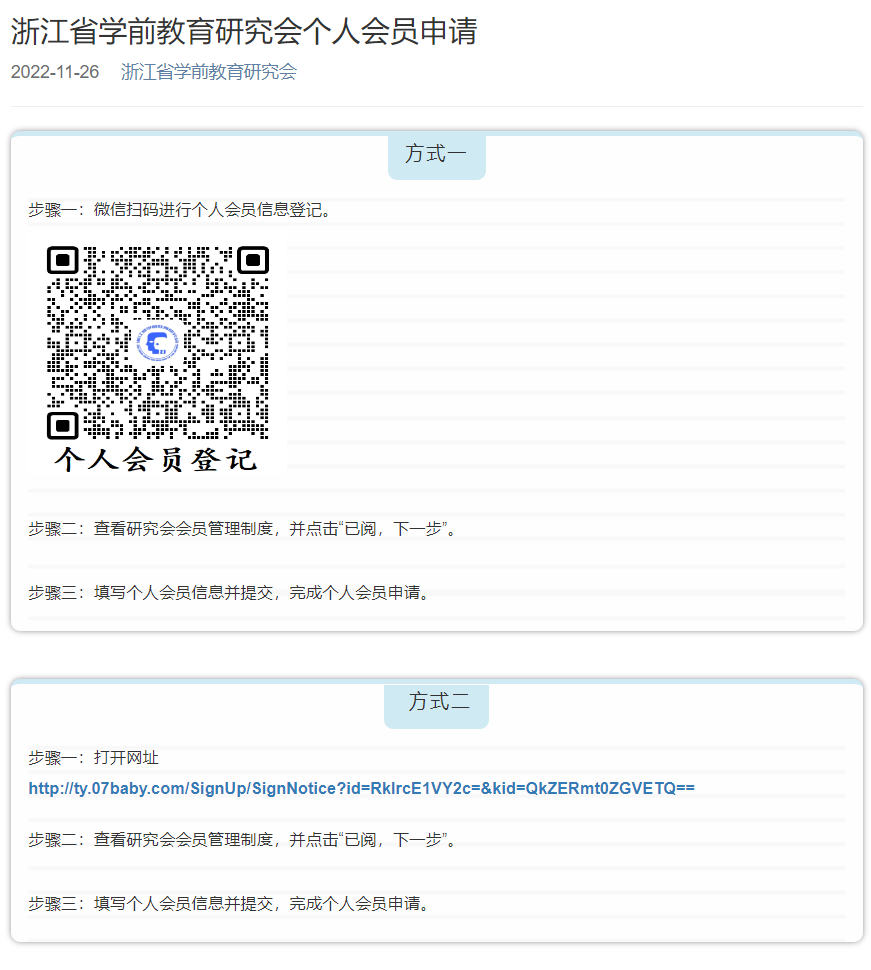 浙江省学前教育研究会个人会员申请
2022-11-26 浙江省学前教育研究会
方式一
步骤一：微信扫码进行个人会员信息登记。
个人会员登记
步骤二：查看研究会会员管理制度，并点击“已阅，下一步”。
步骤三：填写个人会员信息并提交，完成个人会员申请。
方式二
步骤一：打开网址
http://ty.07baby.com/SignUp/SignNotice?id=RkIrcE1VY2c=&kid=QkZERmt0ZGVETQ==
步骤二：查看研究会会员管理制度，并点击“已阅，下一步”。
步骤三：填写个人会员信息并提交，完成个人会员申请。